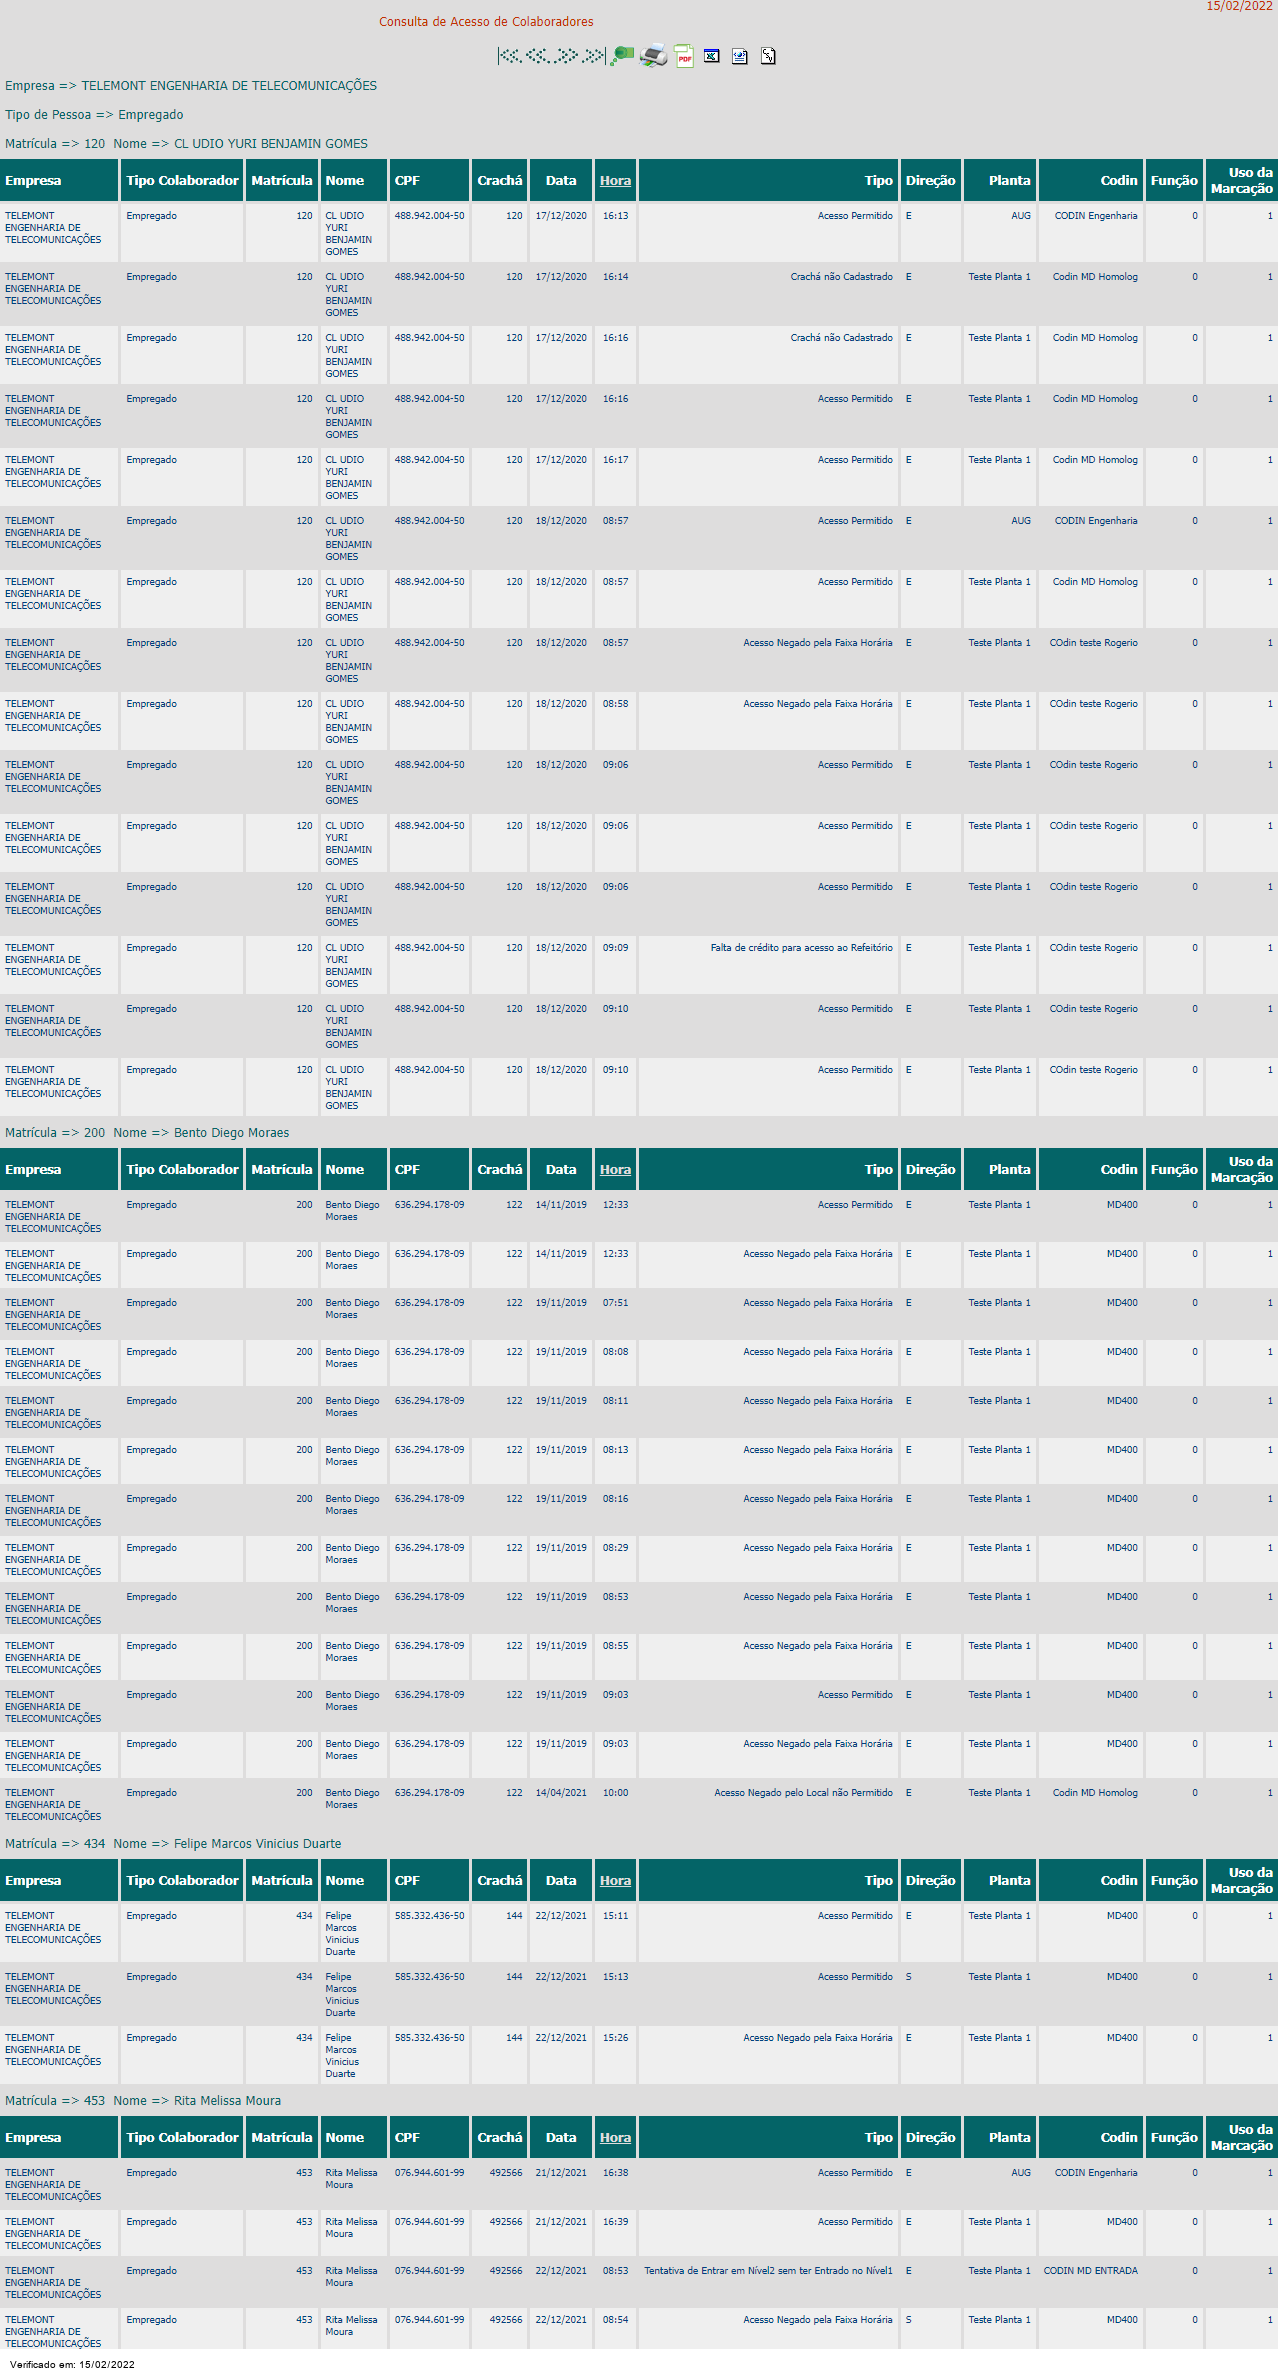 15/02/2022
Consulta de Acesso de Colaboradores
PDF
Empresa => TELEMONT ENGENHARIA DE TELECOMUNICAÇÕES
Tipo de Pessoa => Empregado
Matrícula => 120 Nome => CL UDIO YURI BENJAMIN GOMES
Empresa Tipo Colaborador Matrícula Nome CPF Crachá Data Hora Tipo Direção Planta Codin Função Uso da Marcação
TELEMONT ENGENHARIA DE TELECOMUNICAÇÕES Empregado 120 CL UDIO YURI BENJAMIN GOMES 488.942.004-50 120 17/12/2020 16:13 Acesso Permitido E AUG CODIN Engenharia 0 1
TELEMONT ENGENHARIA DE TELECOMUNICAÇÕES Empregado 120 CL UDIO YURI BENJAMIN GOMES 488.942.004-50 120 17/12/2020 16:14 Crachá não Cadastrado E Teste Planta 1 Codin MD Homolog 0 1
TELEMONT ENGENHARIA DE TELECOMUNICAÇÕES Empregado 120 CL UDIO YURI BENJAMIN GOMES 488.942.004-50 120 17/12/2020 16:16 Crachá não Cadastrado E Teste Planta 1 Codin MD Homolog 0 1
TELEMONT ENGENHARIA DE TELECOMUNICAÇÕES Empregado 120 CL UDIO YURI BENJAMIN GOMES 488.942.004-50 120 17/12/2020 16:16 Acesso Permitido E Teste Planta 1 Codin MD Homolog 0 1
TELEMONT ENGENHARIA DE TELECOMUNICAÇÕES Empregado 120 CL UDIO YURI BENJAMIN GOMES 488.942.004-50 120 17/12/2020 16:17 Acesso Permitido E Teste Planta 1 Codin MD Homolog 0 1
TELEMONT ENGENHARIA DE TELECOMUNICAÇÕES Empregado 120 CL UDIO YURI BENJAMIN GOMES 488.942.004-50 120 18/12/2020 08:57 Acesso Permitido E AUG CODIN Engenharia 0 1
TELEMONT ENGENHARIA DE TELECOMUNICAÇÕES Empregado 120 CL UDIO YURI BENJAMIN GOMES 488.942.004-50 120 18/12/2020 08:57 Acesso Permitido E Teste Planta 1 Codin MD Homolog 0 1
TELEMONT ENGENHARIA DE TELECOMUNICAÇÕES Empregado 120 CL UDIO YURI BENJAMIN GOMES 488.942.004-50 120 18/12/2020 08:57 Acesso Negado pela Faixa Horária E Teste Planta 1 COdin teste Rogerio 0 1
TELEMONT ENGENHARIA DE TELECOMUNICAÇÕES Empregado 120 CL UDIO YURI BENJAMIN GOMES 488.942.004-50 120 18/12/2020 08:58 Acesso Negado pela Faixa Horária E Teste Planta 1 COdin teste Rogerio 0 1
TELEMONT ENGENHARIA DE TELECOMUNICAÇÕES Empregado 120 CL UDIO YURI BENJAMIN GOMES 488.942.004-50 120 18/12/2020 09:06 Acesso Permitido E Teste Planta 1 COdin teste Rogerio 0 1
TELEMONT ENGENHARIA DE TELECOMUNICAÇÕES Empregado 120 CL UDIO YURI BENJAMIN GOMES 488.942.004-50 120 18/12/2020 09:06 Acesso Permitido E Teste Planta 1 COdin teste Rogerio 0 1
TELEMONT ENGENHARIA DE TELECOMUNICAÇÕES Empregado 120 CL UDIO YURI BENJAMIN GOMES 488.942.004-50 120 18/12/2020 09:06 Acesso Permitido E Teste Planta 1 COdin teste Rogerio 0 1
TELEMONT ENGENHARIA DE TELECOMUNICAÇÕES Empregado 120 CL UDIO YURI BENJAMIN GOMES 488.942.004-50 120 18/12/2020 09:09 Falta de crédito para acesso ao Refeitório E Teste Planta 1 COdin teste Rogerio 0 1
TELEMONT ENGENHARIA DE TELECOMUNICAÇÕES Empregado 120 CL UDIO YURI BENJAMIN GOMES 488.942.004-50 120 18/12/2020 09:10 Acesso Permitido E Teste Planta 1 COdin teste Rogerio 0 1
TELEMONT ENGENHARIA DE TELECOMUNICAÇÕES Empregado 120 CL UDIO YURI BENJAMIN GOMES 488.942.004-50 120 18/12/2020 09:10 Acesso Permitido E Teste Planta 1 COdin teste Rogerio 0 1
Matrícula => 200 Nome => Bento Diego Moraes
Empresa Tipo Colaborador Matrícula Nome CPF Crachá Data Hora Tipo Direção Planta Codin Função Uso da Marcação
TELEMONT ENGENHARIA DE TELECOMUNICAÇÕES Empregado 200 Bento Diego Moraes 636.294.178-09 122 14/11/2019 12:33 Acesso Permitido E Teste Planta 1 MD400 0 1
TELEMONT ENGENHARIA DE TELECOMUNICAÇÕES Empregado 200 Bento Diego Moraes 636.294.178-09 122 14/11/2019 12:33 Acesso Negado pela Faixa Horária E Teste Planta 1 MD400 0 1
TELEMONT ENGENHARIA DE TELECOMUNICAÇÕES Empregado 200 Bento Diego Moraes 636.294.178-09 122 19/11/2019 07:51 Acesso Negado pela Faixa Horária E Teste Planta 1 MD400 0 1
TELEMONT ENGENHARIA DE TELECOMUNICAÇÕES Empregado 200 Bento Diego Moraes 636.294.178-09 122 19/11/2019 08:08 Acesso Negado pela Faixa Horária E Teste Planta 1 MD400 0 1
TELEMONT ENGENHARIA DE TELECOMUNICAÇÕES Empregado 200 Bento Diego Moraes 636.294.178-09 122 19/11/2019 08:11 Acesso Negado pela Faixa Horária E Teste Planta 1 MD400 0 1
TELEMONT ENGENHARIA DE TELECOMUNICAÇÕES Empregado 200 Bento Diego Moraes 636.294.178-09 122 19/11/2019 08:13 Acesso Negado pela Faixa Horária E Teste Planta 1 MD400 0 1
TELEMONT ENGENHARIA DE TELECOMUNICAÇÕES Empregado 200 Bento Diego Moraes 636.294.178-09 122 19/11/2019 08:16 Acesso Negado pela Faixa Horária E Teste Planta 1 MD400 0 1
TELEMONT ENGENHARIA DE TELECOMUNICAÇÕES Empregado 200 Bento Diego Moraes 636.294.178-09 122 19/11/2019 08:29 Acesso Negado pela Faixa Horária E Teste Planta 1 MD400 0 1
TELEMONT ENGENHARIA DE TELECOMUNICAÇÕES Empregado 200 Bento Diego Moraes 636.294.178-09 122 19/11/2019 08:53 Acesso Negado pela Faixa Horária E Teste Planta 1 MD400 0 1
TELEMONT ENGENHARIA DE TELECOMUNICAÇÕES Empregado 200 Bento Diego Moraes 636.294.178-09 122 19/11/2019 08:55 Acesso Negado pela Faixa Horária E Teste Planta 1 MD400 0 1
TELEMONT ENGENHARIA DE TELECOMUNICAÇÕES Empregado 200 Bento Diego Moraes 636.294.178-09 122 19/11/2019 09:03 Acesso Permitido E Teste Planta 1 MD400 0 1
TELEMONT ENGENHARIA DE TELECOMUNICAÇÕES Empregado 200 Bento Diego Moraes 636.294.178-09 122 19/11/2019 09:03 Acesso Negado pela Faixa Horária E Teste Planta 1 MD400 0 1
TELEMONT ENGENHARIA DE TELECOMUNICAÇÕES Empregado 200 Bento Diego Moraes 636.294.178-09 122 14/04/2021 10:00 Acesso Negado pelo Local não Permitido E Teste Planta 1 Codin MD Homolog 0 1
Matrícula => 434 Nome => Felipe Marcos Vinicius Duarte
Empresa Tipo Colaborador Matrícula Nome CPF Crachá Data Hora Tipo Direção Planta Codin Função Uso da Marcação
TELEMONT ENGENHARIA DE TELECOMUNICAÇÕES Empregado 434 Felipe Marcos Vinicius Duarte 585.332.436-50 144 22/12/2021 15:11 Acesso Permitido E Teste Planta 1 MD400 0 1
TELEMONT ENGENHARIA DE TELECOMUNICAÇÕES Empregado 434 Felipe Marcos Vinicius Duarte 585.332.436-50 144 22/12/2021 15:13 Acesso Permitido S Teste Planta 1 MD400 0 1
TELEMONT ENGENHARIA DE TELECOMUNICAÇÕES Empregado 434 Felipe Marcos Vinicius Duarte 585.332.436-50 144 22/12/2021 15:26 Acesso Negado pela Faixa Horária E Teste Planta 1 MD400 0 1
Matrícula => 453 Nome => Rita Melissa Moura
Empresa Tipo Colaborador Matrícula Nome CPF Crachá Data Hora Tipo Direção Planta Codin Função Uso da Marcação
TELEMONT ENGENHARIA DE TELECOMUNICAÇÕES Empregado 453 Rita Melissa Moura 076.944.601-99 492566 21/12/2021 16:38 Acesso Permitido E AUG CODIN Engenharia 0 1
TELEMONT ENGENHARIA DE TELECOMUNICAÇÕES Empregado 453 Rita Melissa Moura 076.944.601-99 492566 21/12/2021 16:39 Acesso Permitido E Teste Planta 1 MD400 0 1
TELEMONT ENGENHARIA DE TELECOMUNICAÇÕES Empregado 453 Rita Melissa Moura 076.944.601-99 492566 22/12/2021 08:53 Tentativa de Entrar em Nível2 sem ter Entrado no Nível1 E Teste Planta 1 CODIN MD ENTRADA 0 1
TELEMONT ENGENHARIA DE TELECOMUNICAÇÕES Empregado 453 Rita Melissa Moura 076.944.601-99 492566 22/12/2021 08:54 Acesso Negado pela Faixa Horária S Teste Planta 1 MD400 0 1
Verificado em: 15/02/2022